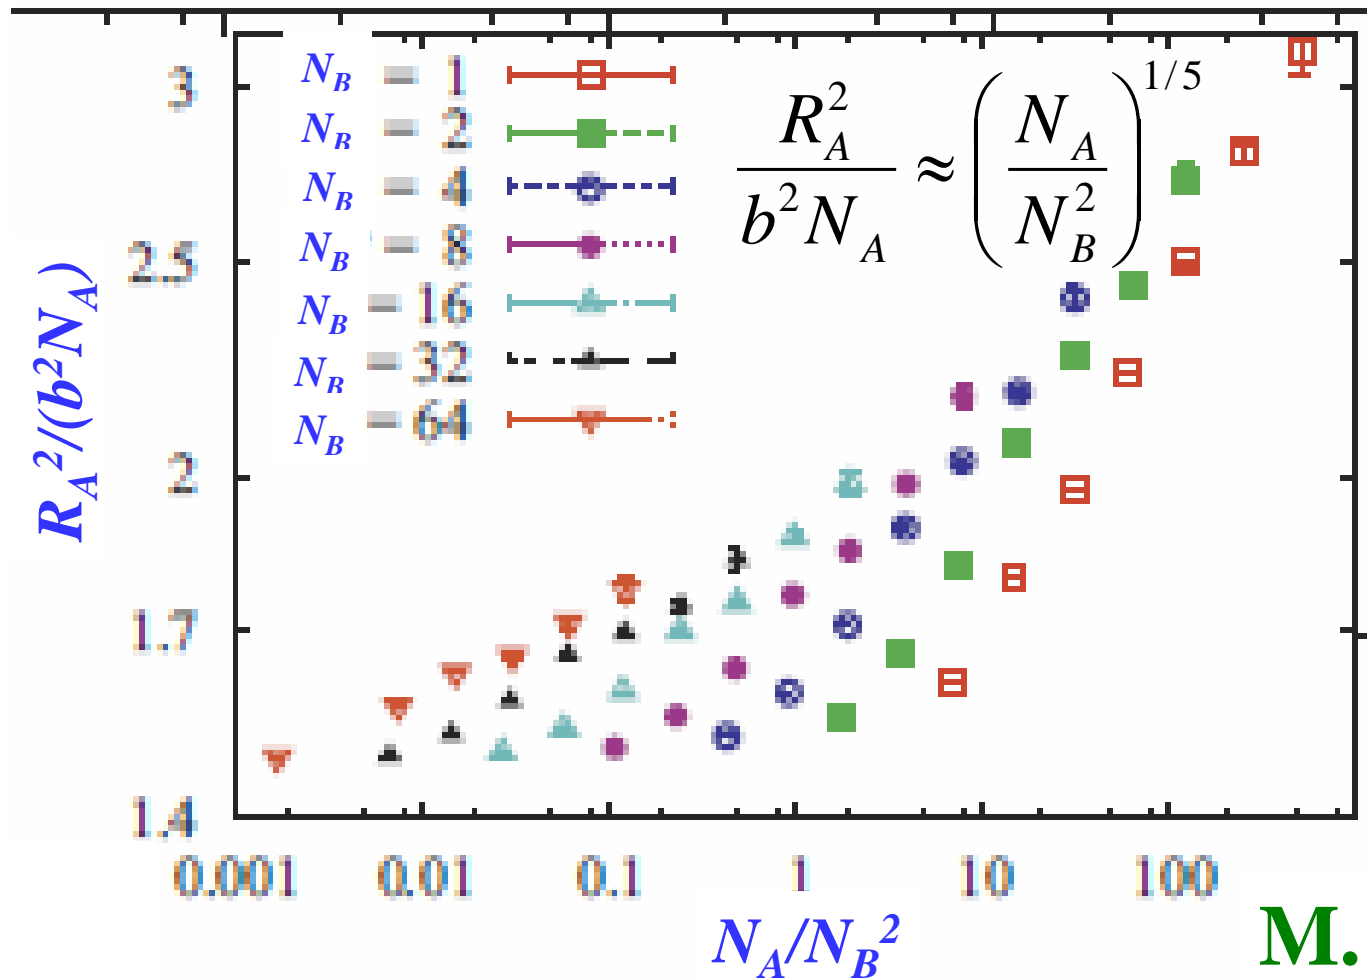 3
2.5
2
1.7
1.4
R_A^2/(b^2N_A)
N_B = 1
N_B = 2
N_B = 4
N_B = 8
N_B = 16
N_B = 32
N_B = 64
R_A^2 / b^2 N_A ≈ (N_A / N_B^2)^1/5
0.001 0.01 0.1 1 10 100
N_A/N_B^2
M.